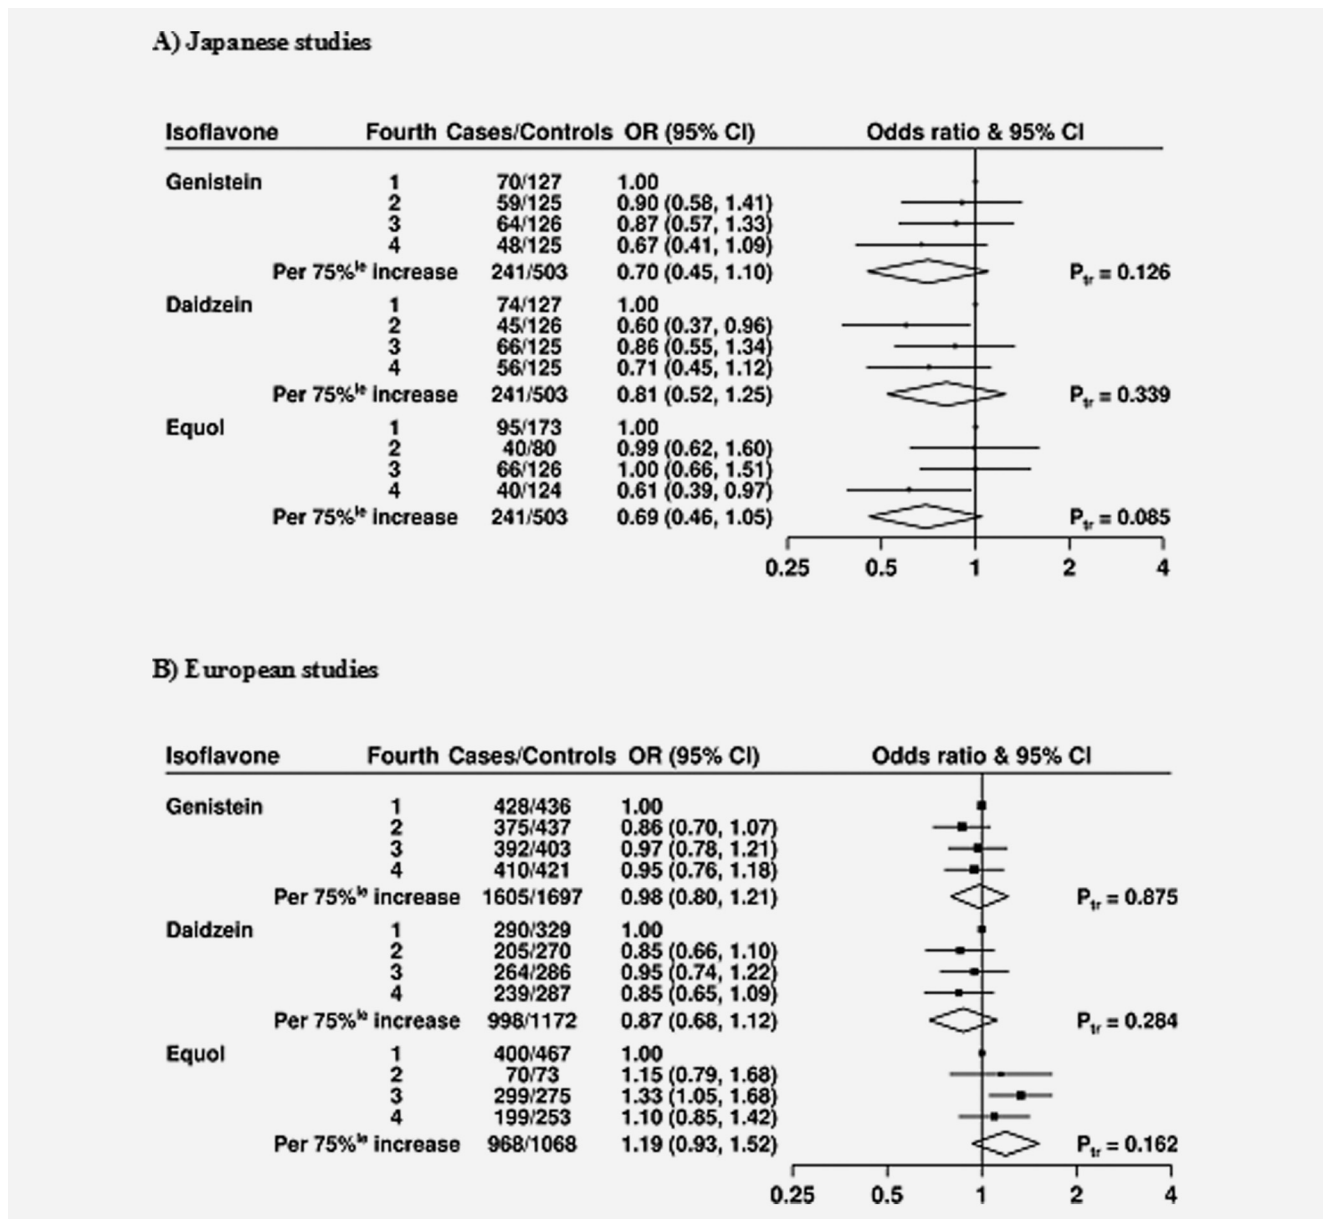 A) Japanese studies
Isoflavone Fourth Cases/Controls OR (95% CI) Odds ratio & 95% CI
Genistein 1 70/127 1.00
2 59/125 0.90 (0.58, 1.41)
3 64/126 0.87 (0.57, 1.33)
4 48/125 0.67 (0.41, 1.09)
Per 75%le increase 241/503 0.70 (0.45, 1.10) Ptr = 0.126
Daidzein 1 74/127 1.00
2 45/126 0.60 (0.37, 0.96)
3 66/125 0.86 (0.55, 1.34)
4 56/125 0.71 (0.45, 1.12)
Per 75%le increase 241/503 0.81 (0.52, 1.25) Ptr = 0.339
Equol 1 95/173 1.00
2 40/80 0.99 (0.62, 1.60)
3 66/126 1.00 (0.66, 1.51)
4 40/124 0.61 (0.39, 0.97)
Per 75%le increase 241/503 0.69 (0.46, 1.05) Ptr = 0.085
0.25 0.5 1 2 4
B) European studies
Isoflavone Fourth Cases/Controls OR (95% CI) Odds ratio & 95% CI
Genistein 1 428/436 1.00
2 375/437 0.86 (0.70, 1.07)
3 392/403 0.97 (0.78, 1.21)
4 410/421 0.95 (0.76, 1.18)
Per 75%le increase 1605/1697 0.98 (0.80, 1.21) Ptr = 0.875
Daidzein 1 290/329 1.00
2 205/270 0.85 (0.66, 1.10)
3 264/286 0.95 (0.74, 1.22)
4 239/287 0.85 (0.65, 1.09)
Per 75%le increase 998/1172 0.87 (0.68, 1.12) Ptr = 0.284
Equol 1 400/467 1.00
2 70/73 1.15 (0.79, 1.68)
3 299/275 1.33 (1.05, 1.68)
4 199/253 1.10 (0.85, 1.42)
Per 75%le increase 968/1068 1.19 (0.93, 1.52) Ptr = 0.162
0.25 0.5 1 2 4